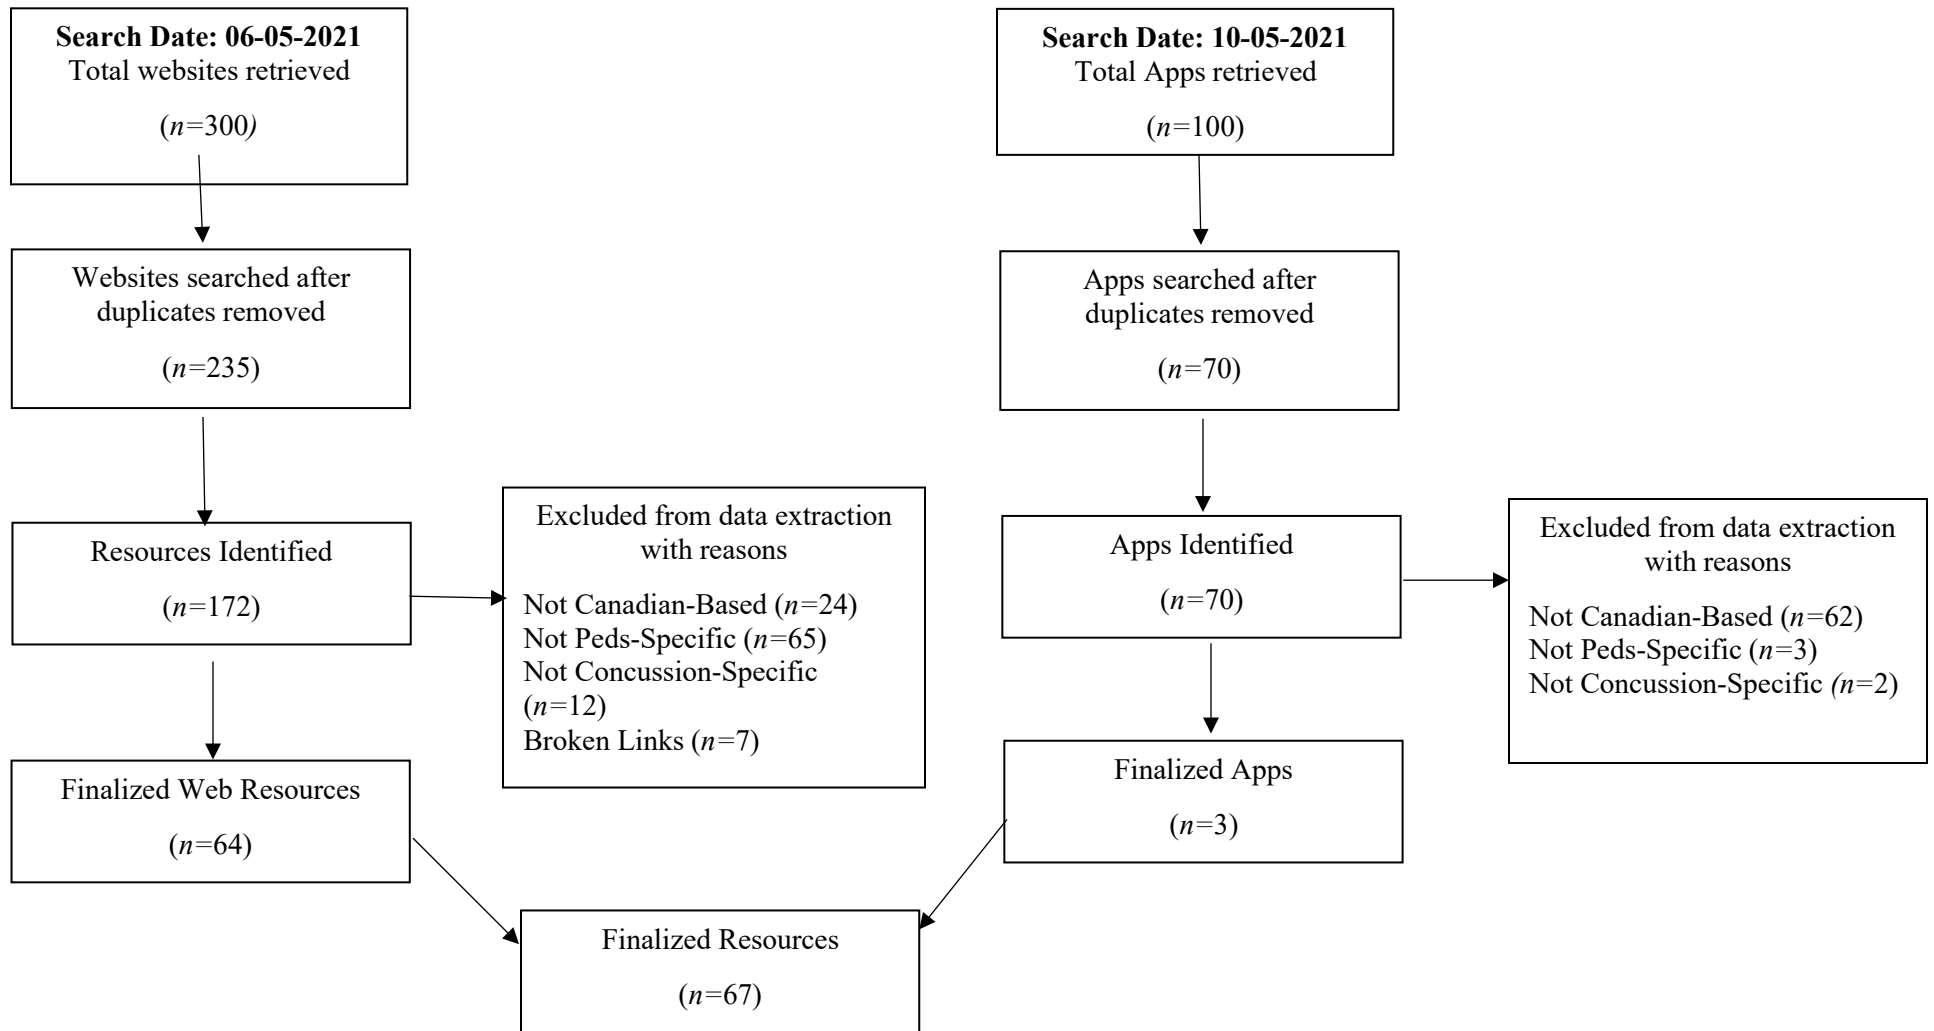 Search Date: 06-05-2021
Total websites retrieved
(n=300)
Websites searched after
duplicates removed
(n=235)
Resources Identified
(n=172)
Excluded from data extraction
with reasons
Not Canadian-Based (n=24)
Not Peds-Specific (n=65)
Not Concussion-Specific
(n=12)
Broken Links (n=7)
Finalized Web Resources
(n=64)
Search Date: 10-05-2021
Total Apps retrieved
(n=100)
Apps searched after
duplicates removed
(n=70)
Apps Identified
(n=70)
Excluded from data extraction
with reasons
Not Canadian-Based (n=62)
Not Peds-Specific (n=3)
Not Concussion-Specific (n=2)
Finalized Apps
(n=3)
Finalized Resources
(n=67)